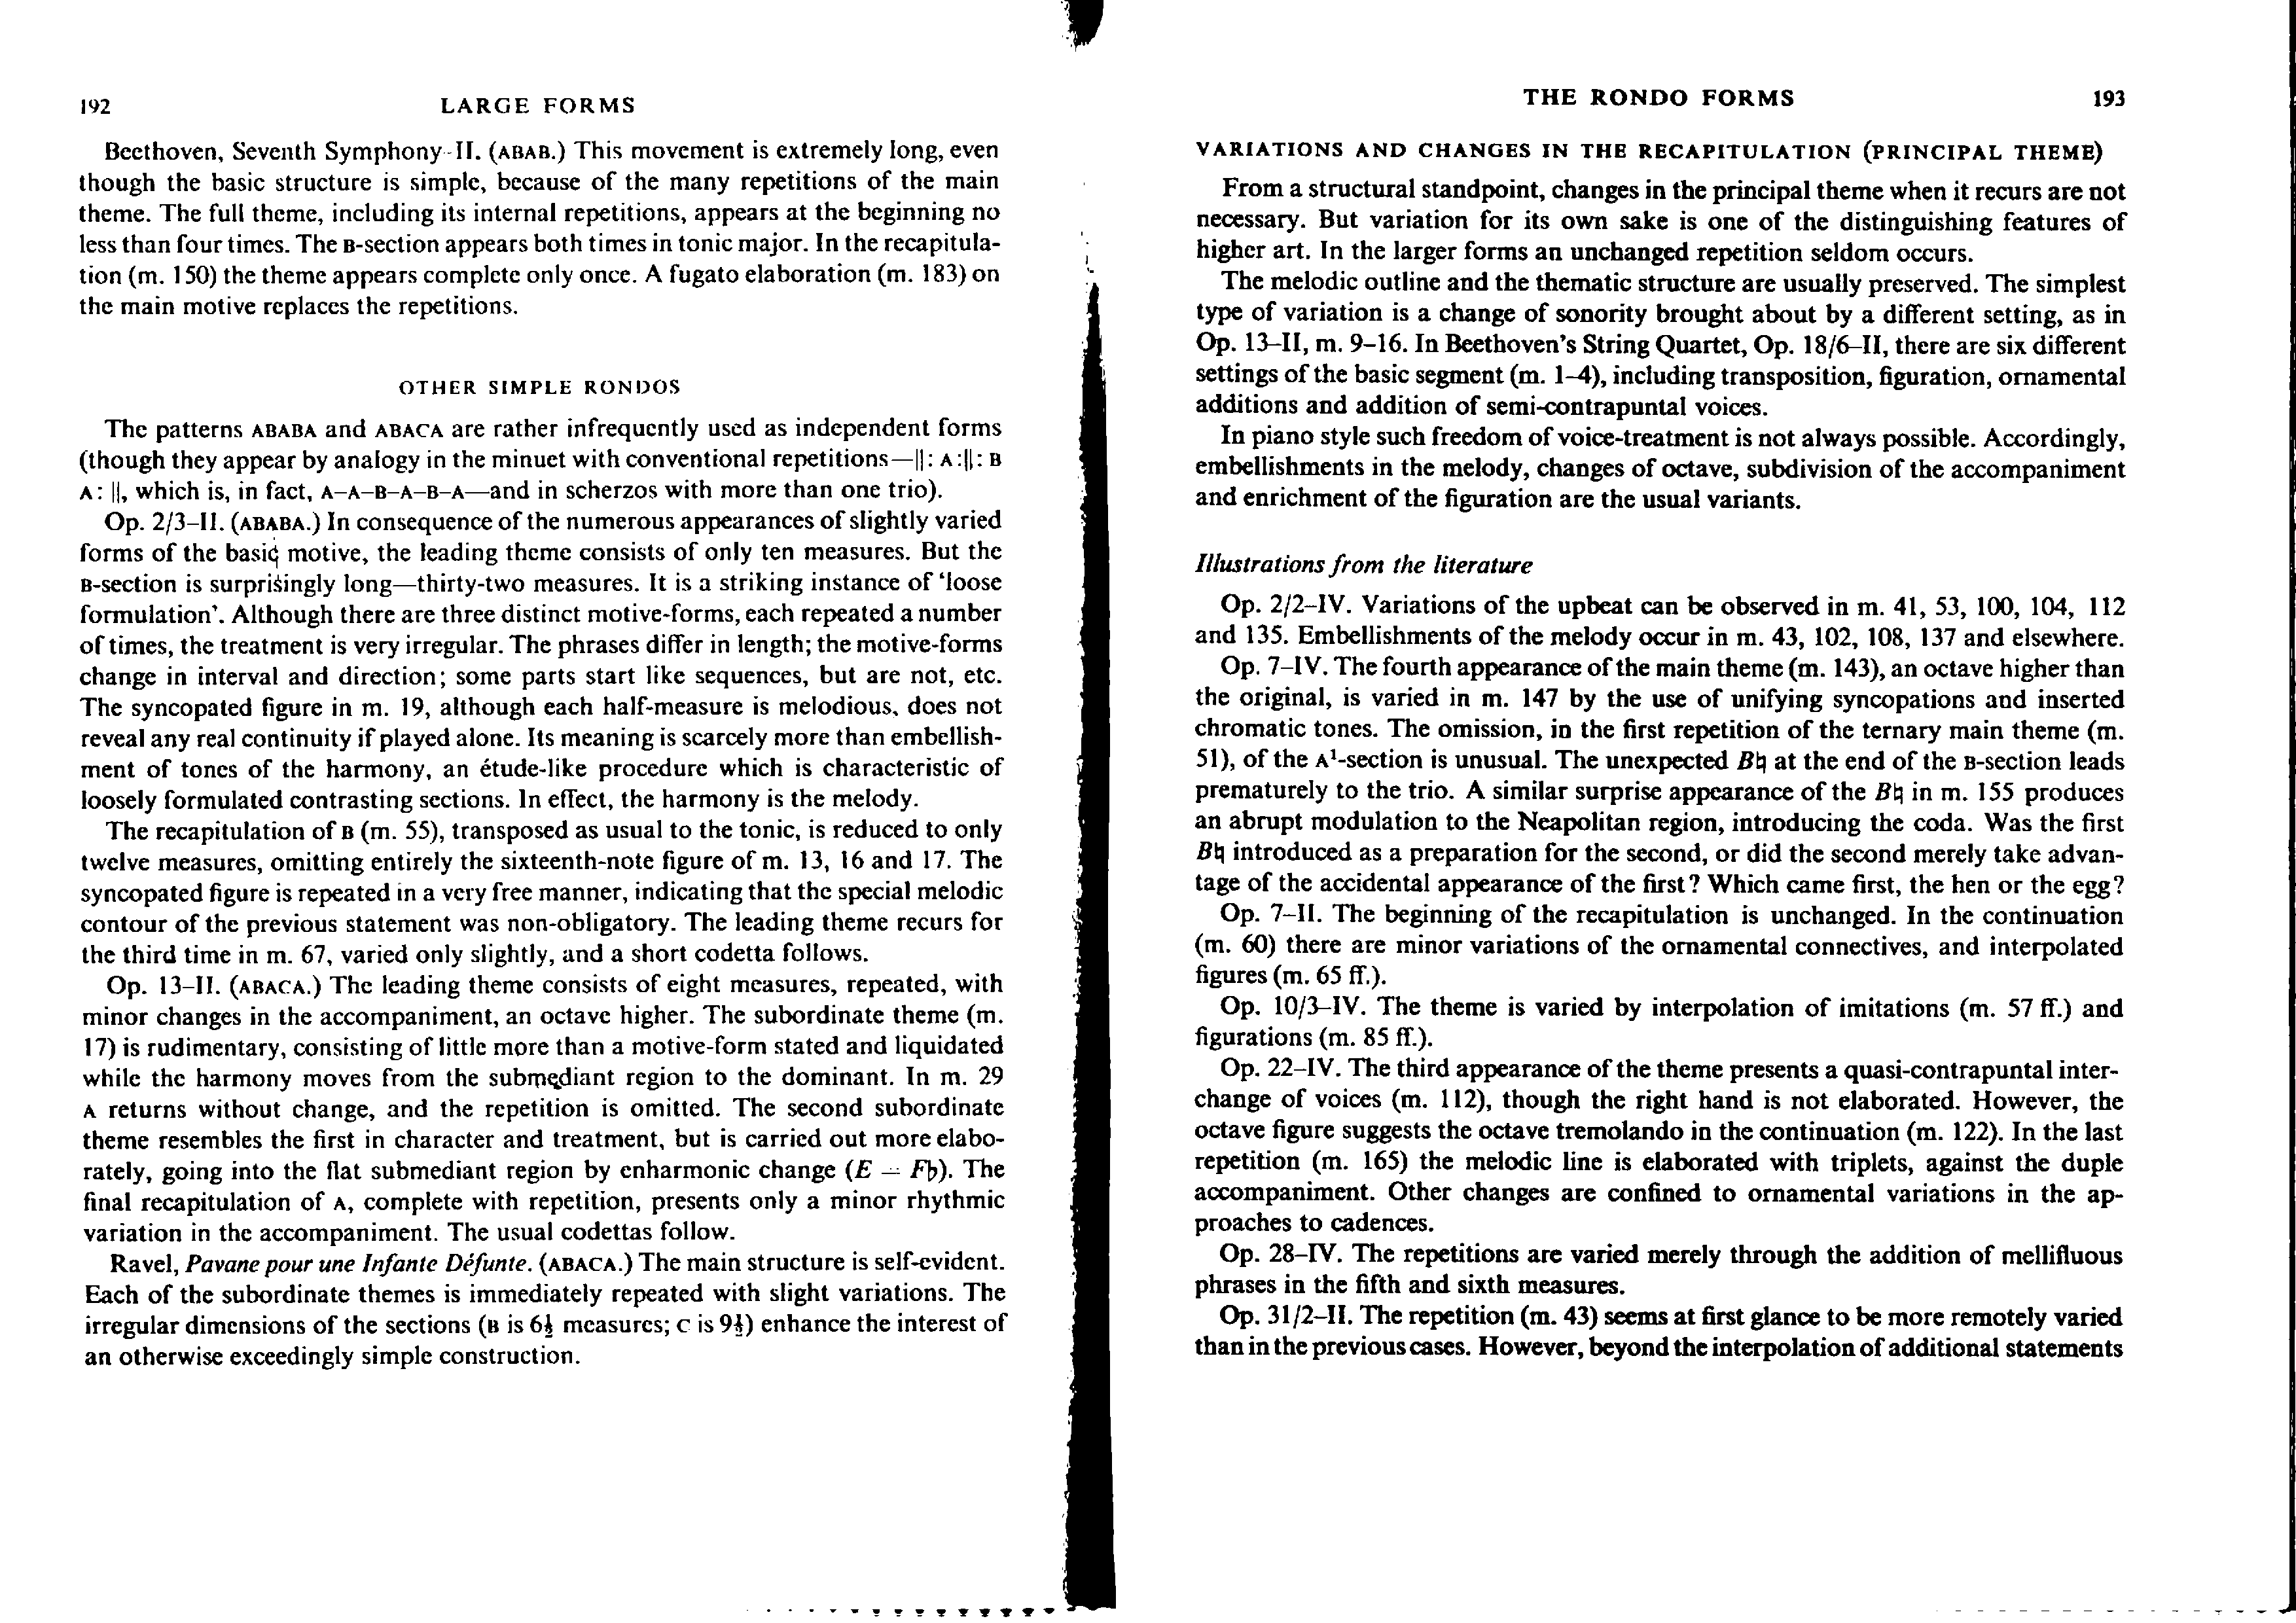 192
LARGE FORMS
Beethoven, Seventh Symphony–II. (ABAB.) This movement is extremely long, even
though the basic structure is simple, because of the many repetitions of the main
theme. The full theme, including its internal repetitions, appears at the beginning no
less than four times. The B-section appears both times in tonic major. In the recapitula-
tion (m. 150) the theme appears complete only once. A fugato elaboration (m. 183) on
the main motive replaces the repetitions.
OTHER SIMPLE RONDOS
The patterns ABABA and ABACA are rather infrequently used as independent forms
(though they appear by analogy in the minuet with conventional repetitions—||: A :||: B
A : ||, which is, in fact, A–A–B–A–B–A—and in scherzos with more than one trio).
Op. 2/3–II. (ABABA.) In consequence of the numerous appearances of slightly varied
forms of the basic motive, the leading theme consists of only ten measures. But the
B-section is surprisingly long—thirty-two measures. It is a striking instance of ‘loose
formulation’. Although there are three distinct motive-forms, each repeated a number
of times, the treatment is very irregular. The phrases differ in length; the motive-forms
change in interval and direction; some parts start like sequences, but are not, etc.
The syncopated figure in m. 19, although each half-measure is melodious, does not
reveal any real continuity if played alone. Its meaning is scarcely more than embellish-
ment of tones of the harmony, an étude-like procedure which is characteristic of
loosely formulated contrasting sections. In effect, the harmony is the melody.
The recapitulation of B (m. 55), transposed as usual to the tonic, is reduced to only
twelve measures, omitting entirely the sixteenth-note figure of m. 13, 16 and 17. The
syncopated figure is repeated in a very free manner, indicating that the special melodic
contour of the previous statement was non-obligatory. The leading theme recurs for
the third time in m. 67, varied only slightly, and a short codetta follows.
Op. 13–II. (ABACA.) The leading theme consists of eight measures, repeated, with
minor changes in the accompaniment, an octave higher. The subordinate theme (m.
17) is rudimentary, consisting of little more than a motive-form stated and liquidated
while the harmony moves from the submediant region to the dominant. In m. 29
A returns without change, and the repetition is omitted. The second subordinate
theme resembles the first in character and treatment, but is carried out more elabo-
rately, going into the flat submediant region by enharmonic change (E = F♭). The
final recapitulation of A, complete with repetition, presents only a minor rhythmic
variation in the accompaniment. The usual codettas follow.
Ravel, Pavane pour une Infante Défunte. (ABACA.) The main structure is self-evident.
Each of the subordinate themes is immediately repeated with slight variations. The
irregular dimensions of the sections (B is 6½ measures; C is 9½) enhance the interest of
an otherwise exceedingly simple construction.
THE RONDO FORMS
193
VARIATIONS AND CHANGES IN THE RECAPITULATION (PRINCIPAL THEME)
From a structural standpoint, changes in the principal theme when it recurs are not
necessary. But variation for its own sake is one of the distinguishing features of
higher art. In the larger forms an unchanged repetition seldom occurs.
The melodic outline and the thematic structure are usually preserved. The simplest
type of variation is a change of sonority brought about by a different setting, as in
Op. 13–II, m. 9–16. In Beethoven’s String Quartet, Op. 18/6–II, there are six different
settings of the basic segment (m. 1–4), including transposition, figuration, ornamental
additions and addition of semi-contrapuntal voices.
In piano style such freedom of voice-treatment is not always possible. Accordingly,
embellishments in the melody, changes of octave, subdivision of the accompaniment
and enrichment of the figuration are the usual variants.
Illustrations from the literature
Op. 2/2–IV. Variations of the upbeat can be observed in m. 41, 53, 100, 104, 112
and 135. Embellishments of the melody occur in m. 43, 102, 108, 137 and elsewhere.
Op. 7–IV. The fourth appearance of the main theme (m. 143), an octave higher than
the original, is varied in m. 147 by the use of unifying syncopations and inserted
chromatic tones. The omission, in the first repetition of the ternary main theme (m.
51), of the A¹-section is unusual. The unexpected B♮ at the end of the B-section leads
prematurely to the trio. A similar surprise appearance of the B♮ in m. 155 produces
an abrupt modulation to the Neapolitan region, introducing the coda. Was the first
B♮ introduced as a preparation for the second, or did the second merely take advan-
tage of the accidental appearance of the first? Which came first, the hen or the egg?
Op. 7–II. The beginning of the recapitulation is unchanged. In the continuation
(m. 60) there are minor variations of the ornamental connectives, and interpolated
figures (m. 65 ff.).
Op. 10/3–IV. The theme is varied by interpolation of imitations (m. 57 ff.) and
figurations (m. 85 ff.).
Op. 22–IV. The third appearance of the theme presents a quasi-contrapuntal inter-
change of voices (m. 112), though the right hand is not elaborated. However, the
octave figure suggests the octave tremolando in the continuation (m. 122). In the last
repetition (m. 165) the melodic line is elaborated with triplets, against the duple
accompaniment. Other changes are confined to ornamental variations in the ap-
proaches to cadences.
Op. 28–IV. The repetitions are varied merely through the addition of mellifluous
phrases in the fifth and sixth measures.
Op. 31/2–II. The repetition (m. 43) seems at first glance to be more remotely varied
than in the previous cases. However, beyond the interpolation of additional statements